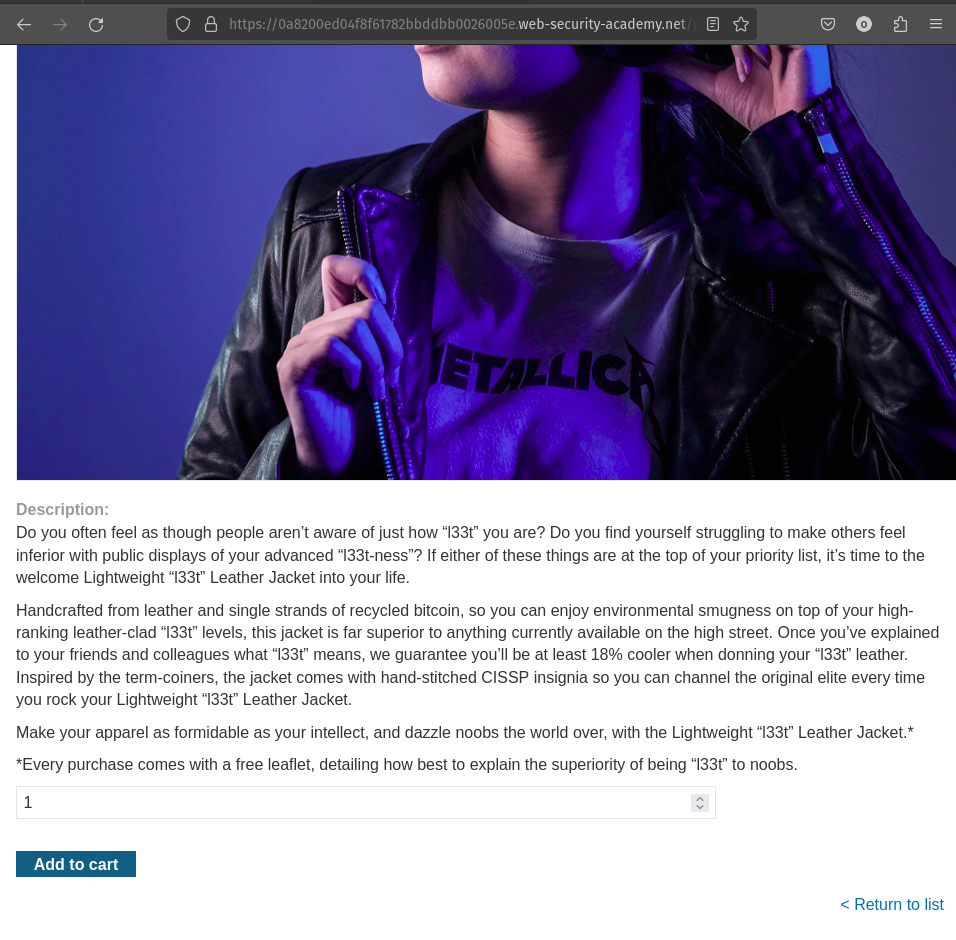 https://0a8200ed04f8f61782bbddbb0026005e.web-security-academy.net/
METALLICA
Description:
Do you often feel as though people aren’t aware of just how “l33t” you are? Do you find yourself struggling to make others feel
inferior with public displays of your advanced “l33t-ness”? If either of these things are at the top of your priority list, it’s time to the
welcome Lightweight “l33t” Leather Jacket into your life.
Handcrafted from leather and single strands of recycled bitcoin, so you can enjoy environmental smugness on top of your high-
ranking leather-clad “l33t” levels, this jacket is far superior to anything currently available on the high street. Once you’ve explained
to your friends and colleagues what “l33t” means, we guarantee you’ll be at least 18% cooler when donning your “l33t” leather.
Inspired by the term-coiners, the jacket comes with hand-stitched CISSP insignia so you can channel the original elite every time
you rock your Lightweight “l33t” Leather Jacket.
Make your apparel as formidable as your intellect, and dazzle noobs the world over, with the Lightweight “l33t” Leather Jacket.*
*Every purchase comes with a free leaflet, detailing how best to explain the superiority of being “l33t” to noobs.
1
Add to cart
< Return to list